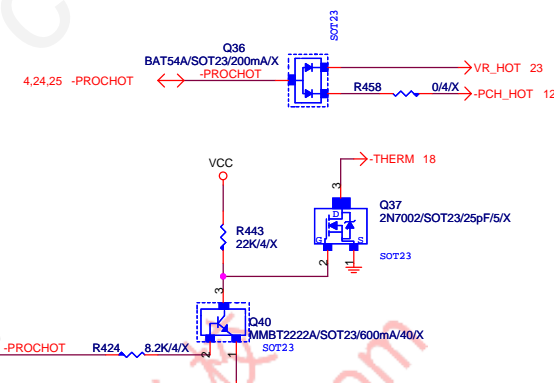 SOT23
Q36
BAT54A/SOT23/200mA/X
4,24,25 -PROCHOT
-PROCHOT
VR_HOT 23
R458 0/4/X
-PCH_HOT 12
VCC
-THERM 18
3
D
Q37
2N7002/SOT23/25pF/5/X
G S
SOT23
2 1
R443
22K/4/X
3
Q40
MMBT2222A/SOT23/600mA/40/X
SOT23
-PROCHOT R424 8.2K/4/X
2 1